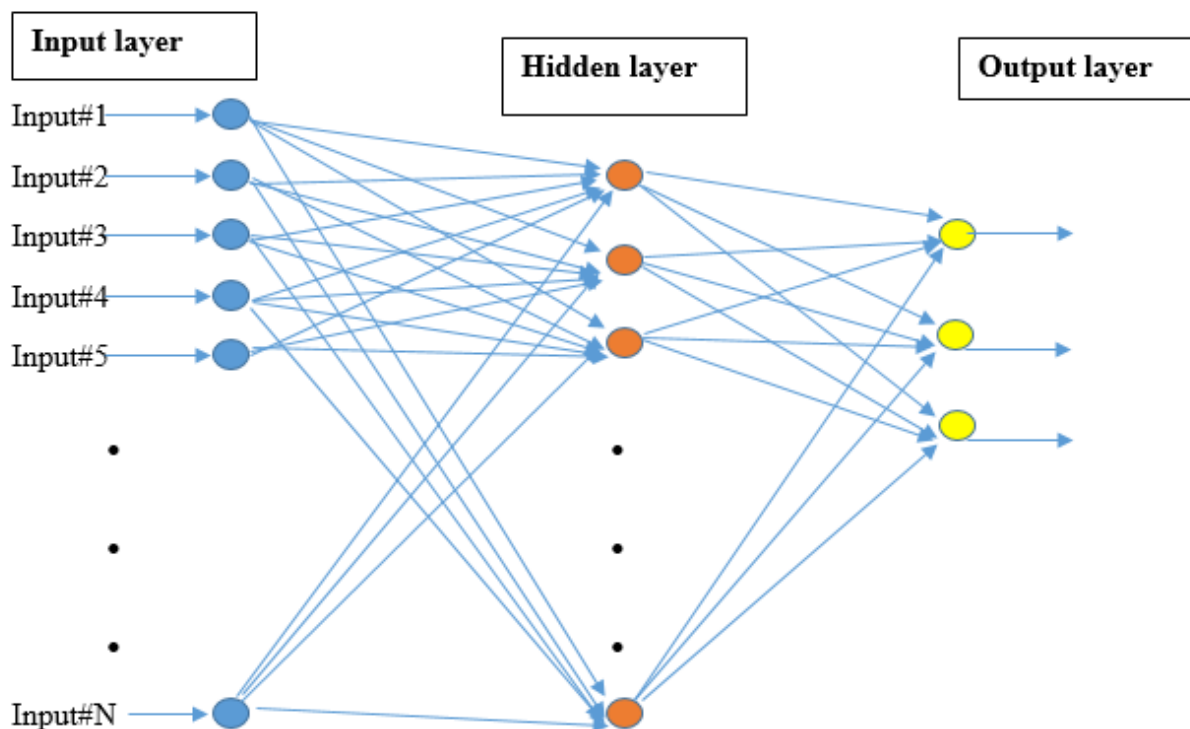 Input layer
Hidden layer
Output layer
Input#1
Input#2
Input#3
Input#4
Input#5
Input#N